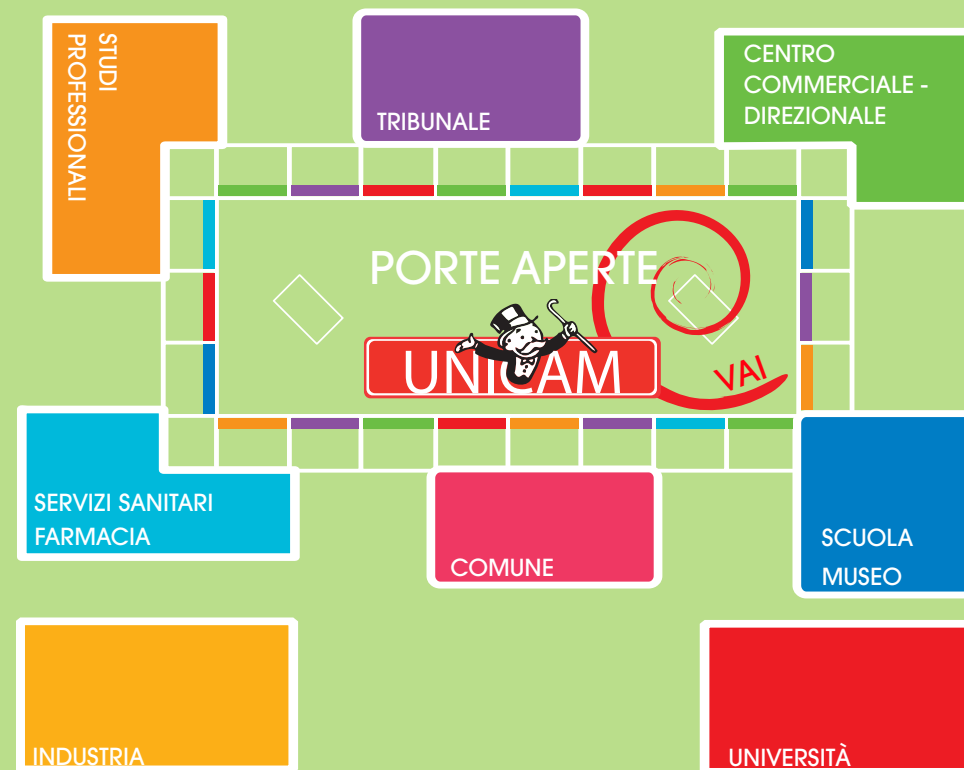 STUDI
PROFESSIONALI
TRIBUNALE
CENTRO
COMMERCIALE -
DIREZIONALE
PORTE APERTE
UNICAM
VAI
SERVIZI SANITARI
FARMACIA
COMUNE
SCUOLA
MUSEO
INDUSTRIA
UNIVERSITÀ